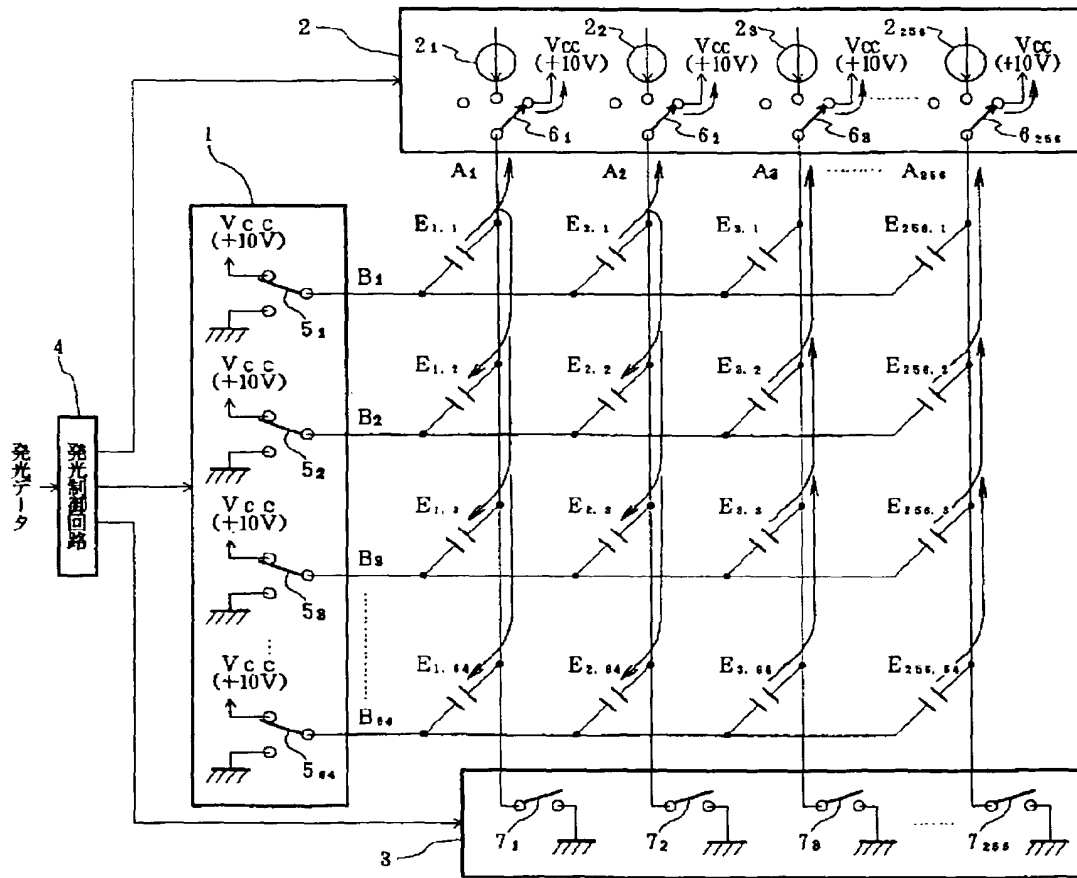 2
2₁
2₂
2₃
2₂₅₆
VCC
(+10V)
VCC
(+10V)
VCC
(+10V)
VCC
(+10V)
6₁
6₂
6₃
6₂₅₆
1
A₁
A₂
A₃
A₂₅₆
VCC
(+10V)
5₁
B₁
E₁.₁
E₂.₁
E₃.₁
E₂₅₆.₁
4
発光データ
発光制御回路
VCC
(+10V)
5₂
B₂
E₁.₂
E₂.₂
E₃.₂
E₂₅₆.₂
VCC
(+10V)
5₃
B₃
E₁.₃
E₂.₃
E₃.₃
E₂₅₆.₃
VCC
(+10V)
5₆₄
B₆₄
E₁.₆₄
E₂.₆₄
E₃.₆₄
E₂₅₆.₆₄
3
7₁
7₂
7₃
7₂₅₆